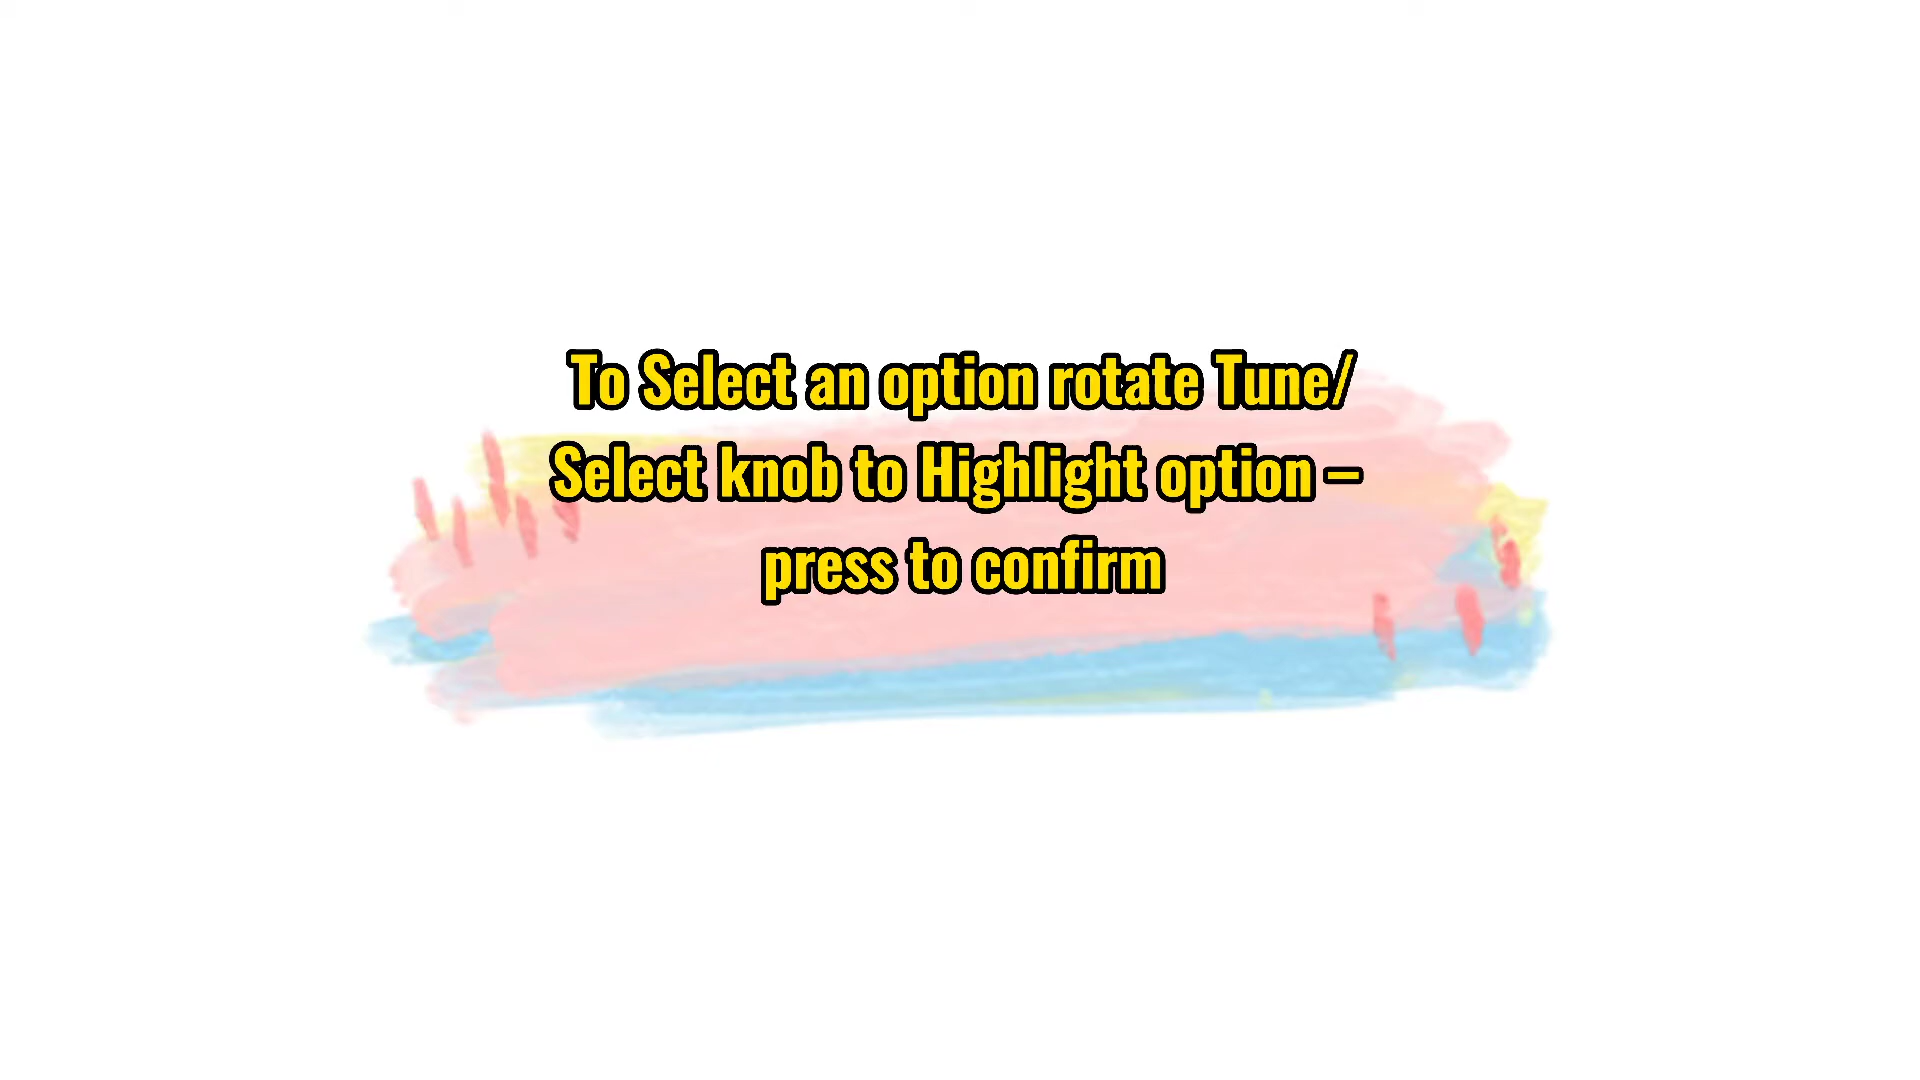 To Select an option rotate Tune/
Select knob to Highlight option –
press to confirm